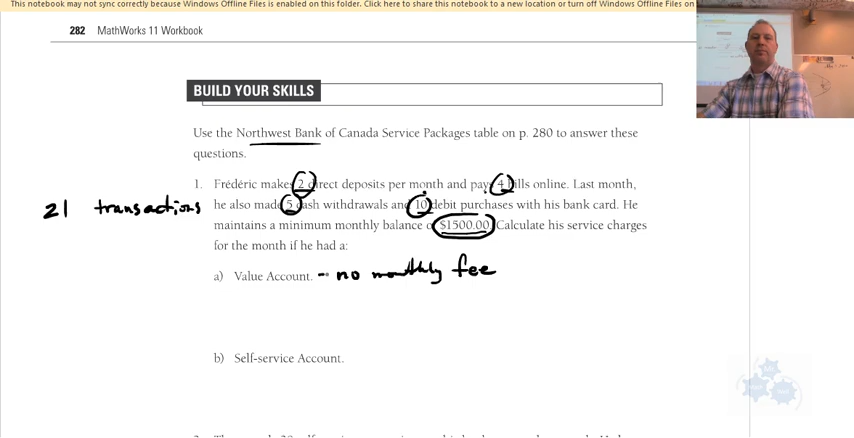 This notebook may not sync correctly because Windows Offline Files is enabled on this folder. Click here to share this notebook to a new location or turn off Windows Offline Files on
282 MathWorks 11 Workbook
BUILD YOUR SKILLS
Use the Northwest Bank of Canada Service Packages table on p. 280 to answer these
questions.
1. Frédéric makes 2 direct deposits per month and pays 4 bills online. Last month,
he also made 5 cash withdrawals and 10 debit purchases with his bank card. He
21 transactions
maintains a minimum monthly balance of $1500.00. Calculate his service charges
for the month if he had a:
a) Value Account. – no monthly fee
b) Self-service Account.